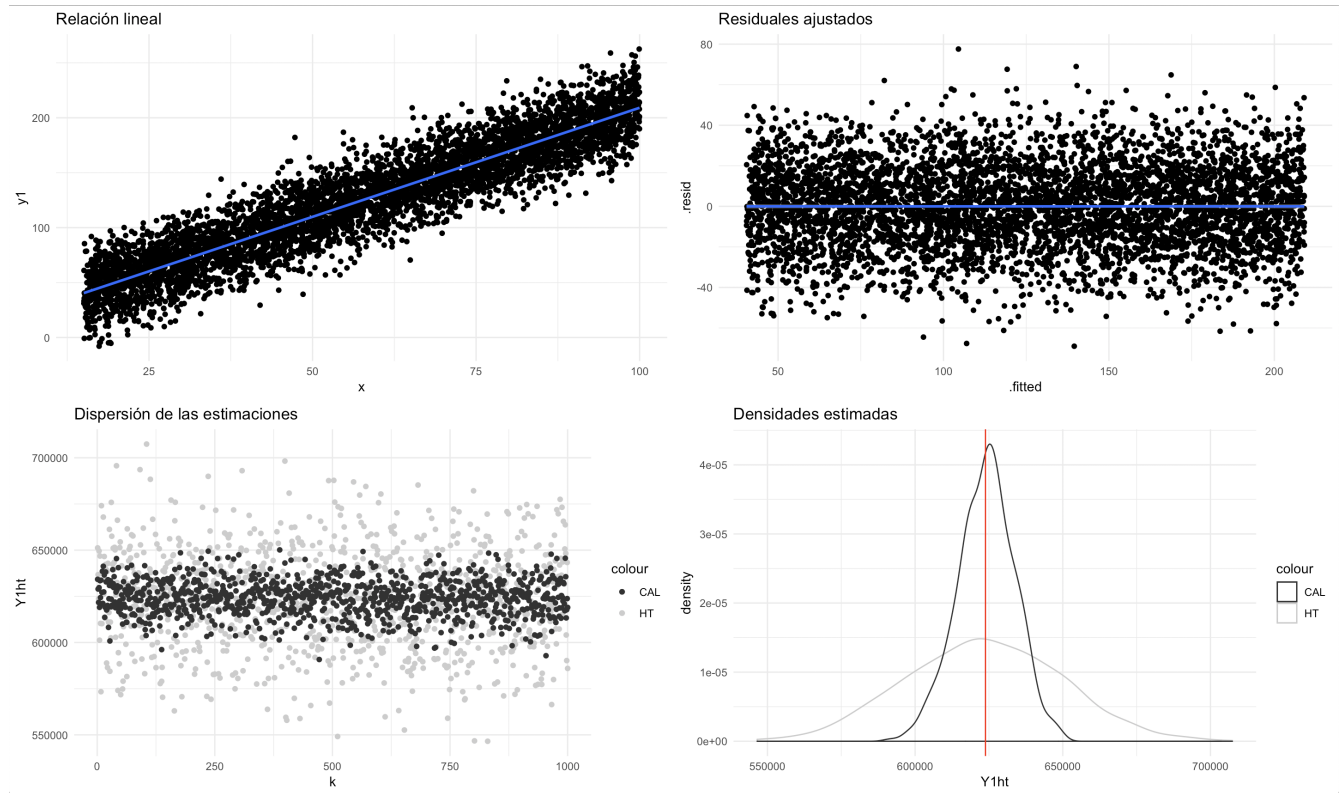 Relación lineal
200
100
0
y1
25
50
75
100
x
Residuales ajustados
80
40
0
-40
.resid
50
100
150
200
.fitted
Dispersión de las estimaciones
700000
650000
600000
550000
Y1ht
0
250
500
750
1000
k
colour
CAL
HT
Densidades estimadas
4e-05
3e-05
2e-05
1e-05
0e+00
density
550000
600000
650000
700000
Y1ht
colour
CAL
HT